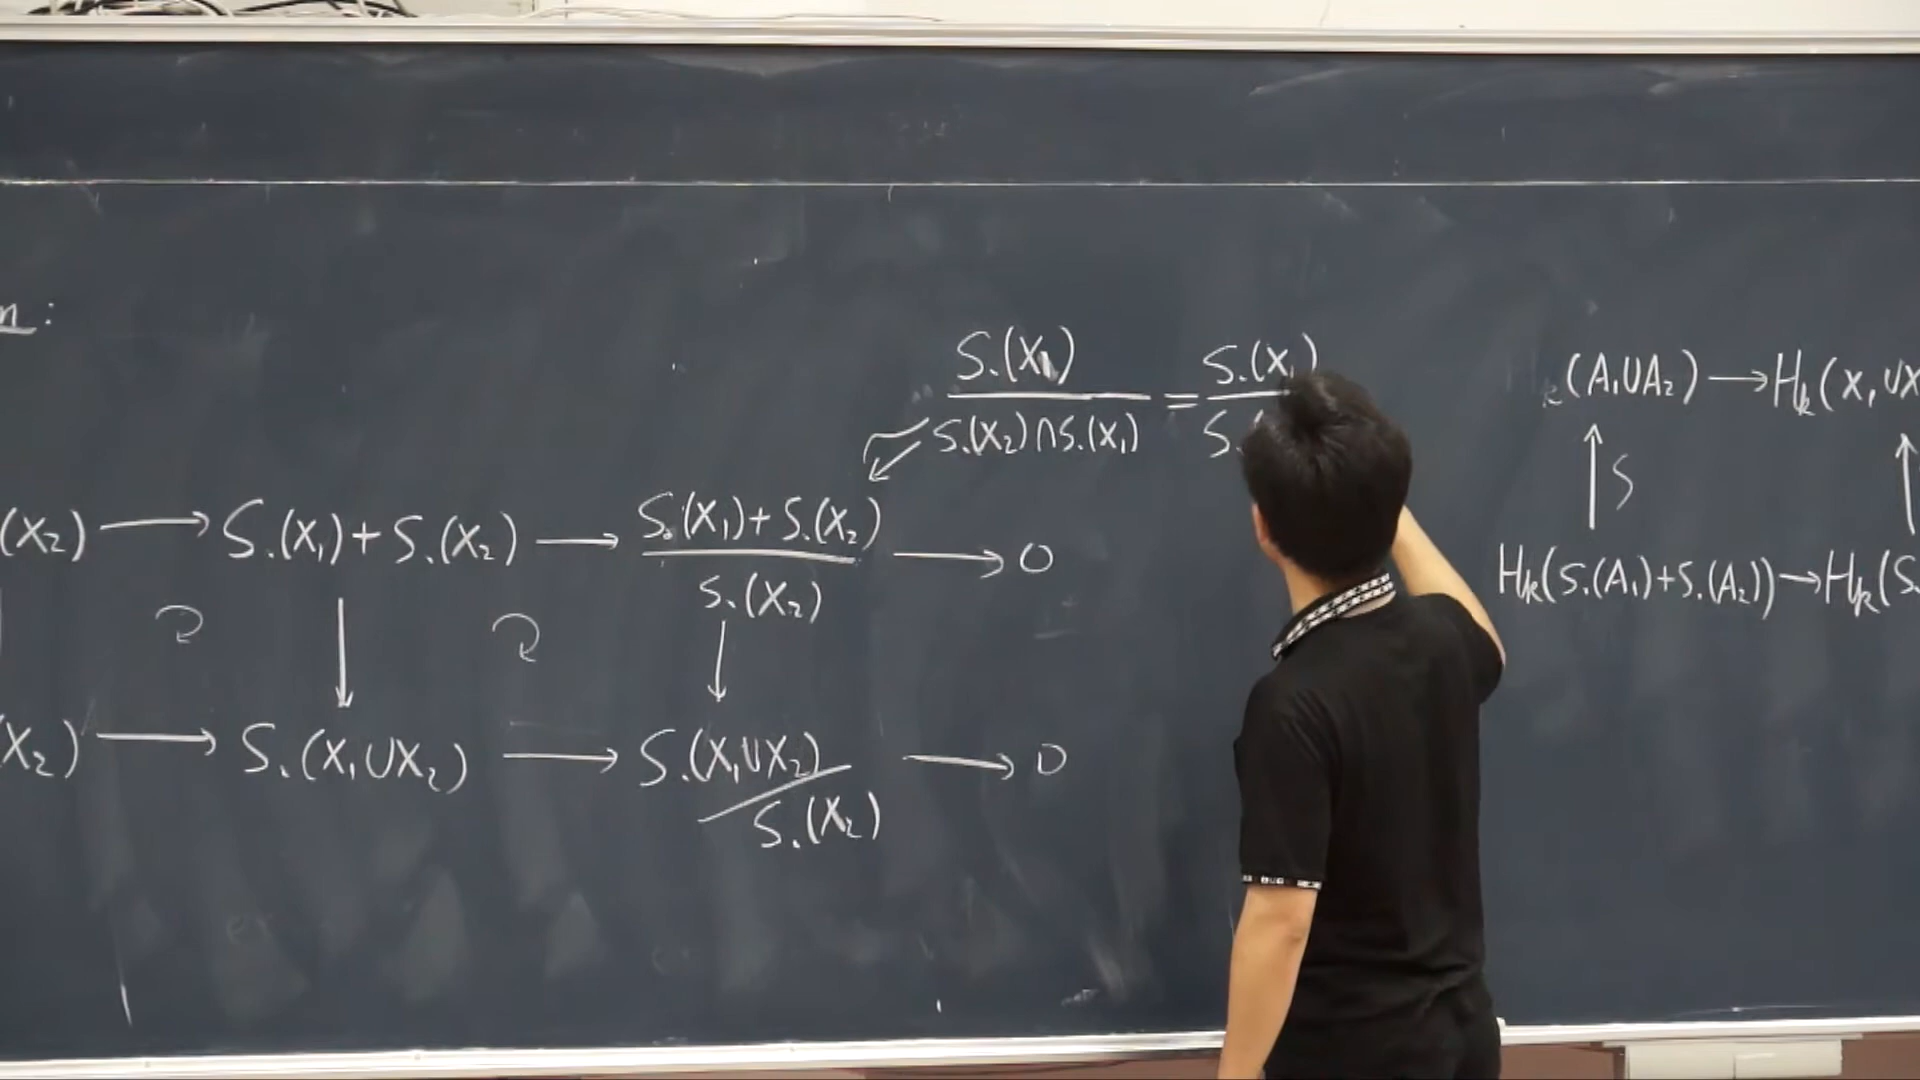 n:
S.(X₁) / S.(X₂)∩S.(X₁) = S.(X₁) / S.(
(X₂) ⟶ S.(X₁)+S.(X₂) ⟶ S.(X₁)+S.(X₂) / S.(X₂) ⟶ 0
↓ ↓
(X₂) ⟶ S.(X₁∪X₂) ⟶ S.(X₁∪X₂) / S.(X₂) ⟶ 0
ₖ(A₁∪A₂) ⟶ Hₖ(X₁∪X
↑ S ↑
Hₖ(S.(A₁)+S.(A₂)) ⟶ Hₖ(S.